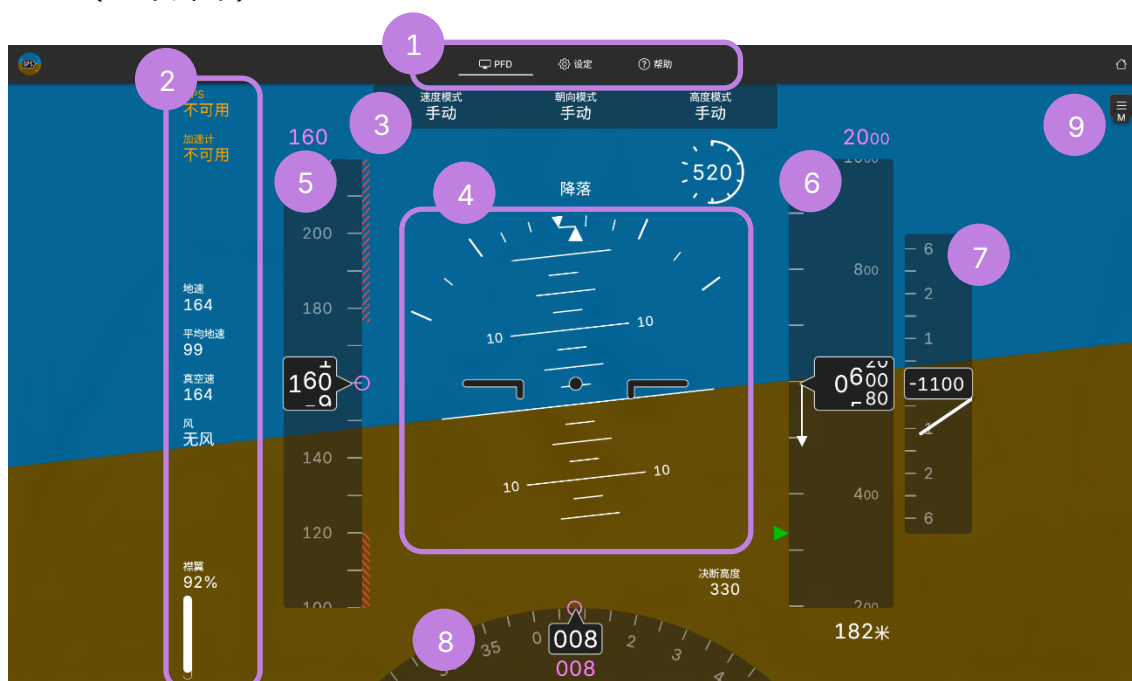 1
PFD
设定
帮助
2
不可用
加速计
不可用
地速
164
平均地速
99
真空速
164
风
无风
襟翼
92%
3
速度模式
手动
朝向模式
手动
高度模式
手动
9
M
160
5
200
180
160
140
120
100
4
降落
520
10
10
10
10
2000
6
800
0600
80
400
200
182米
决断高度
330
7
6
2
1
-1100
1
2
6
8
35
0
008
2
3
4
008